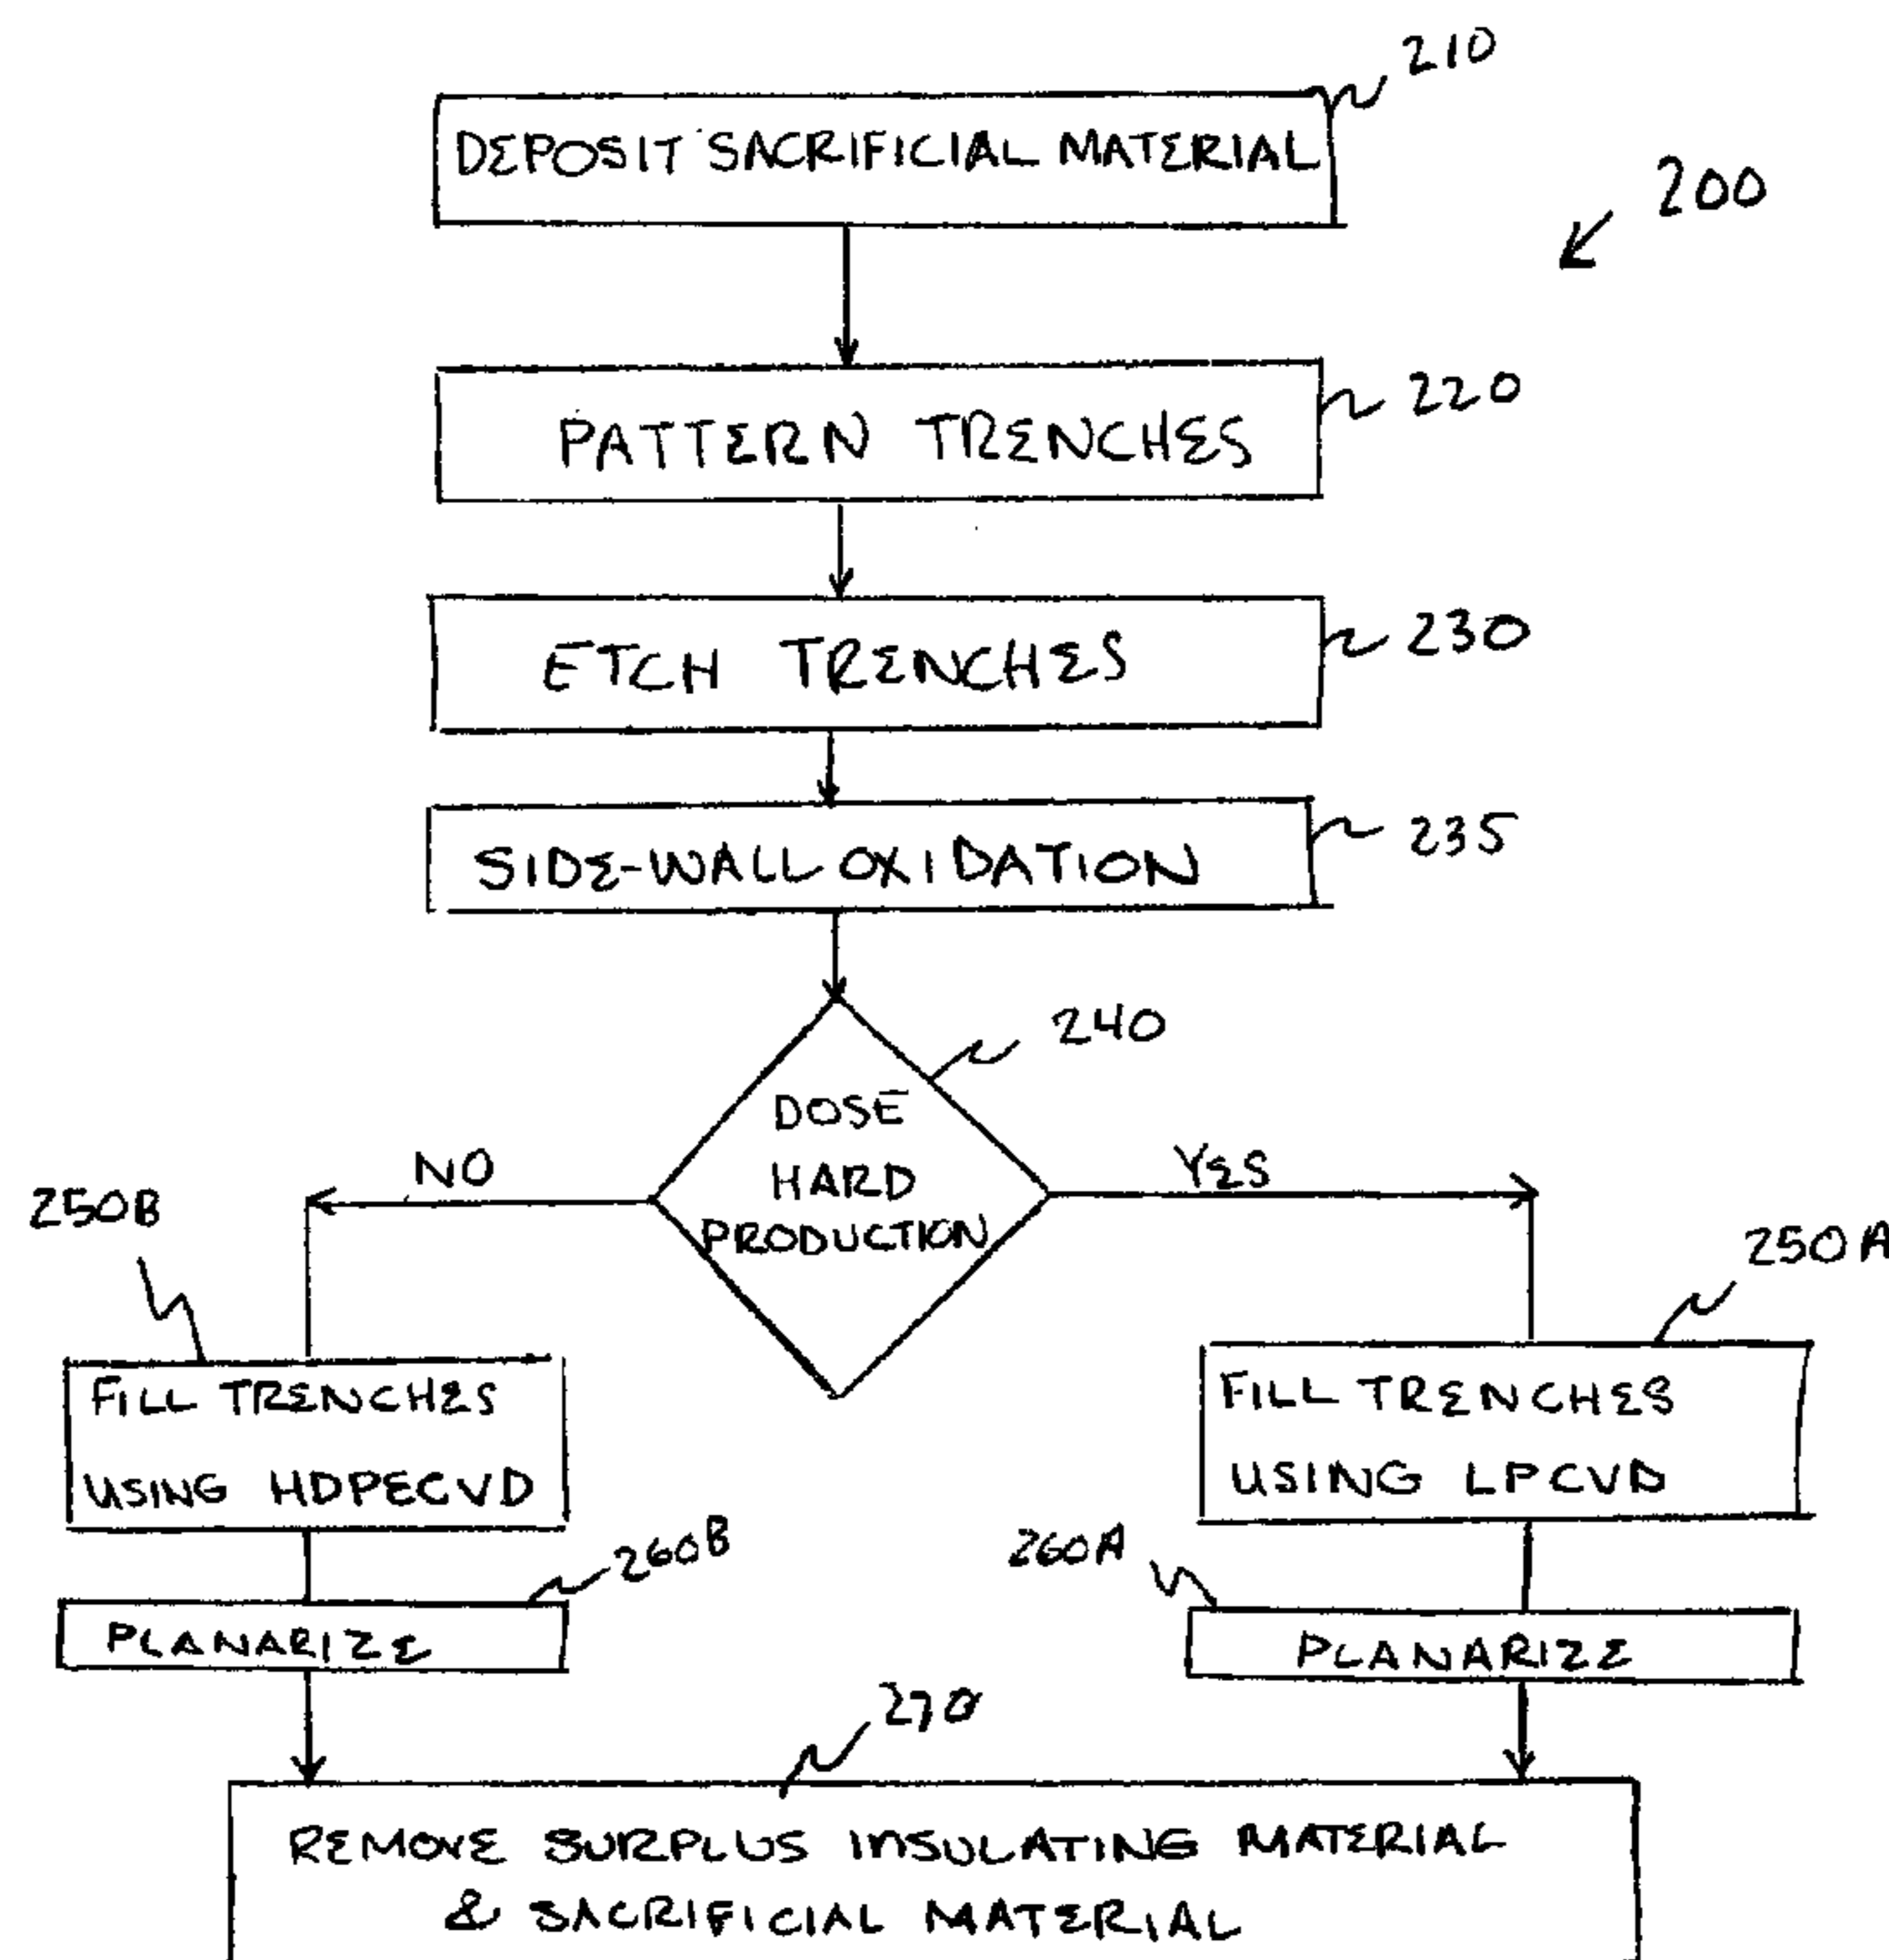 210
DEPOSIT SACRIFICIAL MATERIAL
200
PATTERN TRENCHES
220
ETCH TRENCHES
230
SIDE-WALL OXIDATION
235
240
DOSE
HARD
PRODUCTION
NO
YES
250B
250A
FILL TRENCHES
USING HDPECVD
FILL TRENCHES
USING LPCVD
260B
260A
PLANARIZE
PLANARIZE
270
REMOVE SURPLUS INSULATING MATERIAL
& SACRIFICIAL MATERIAL